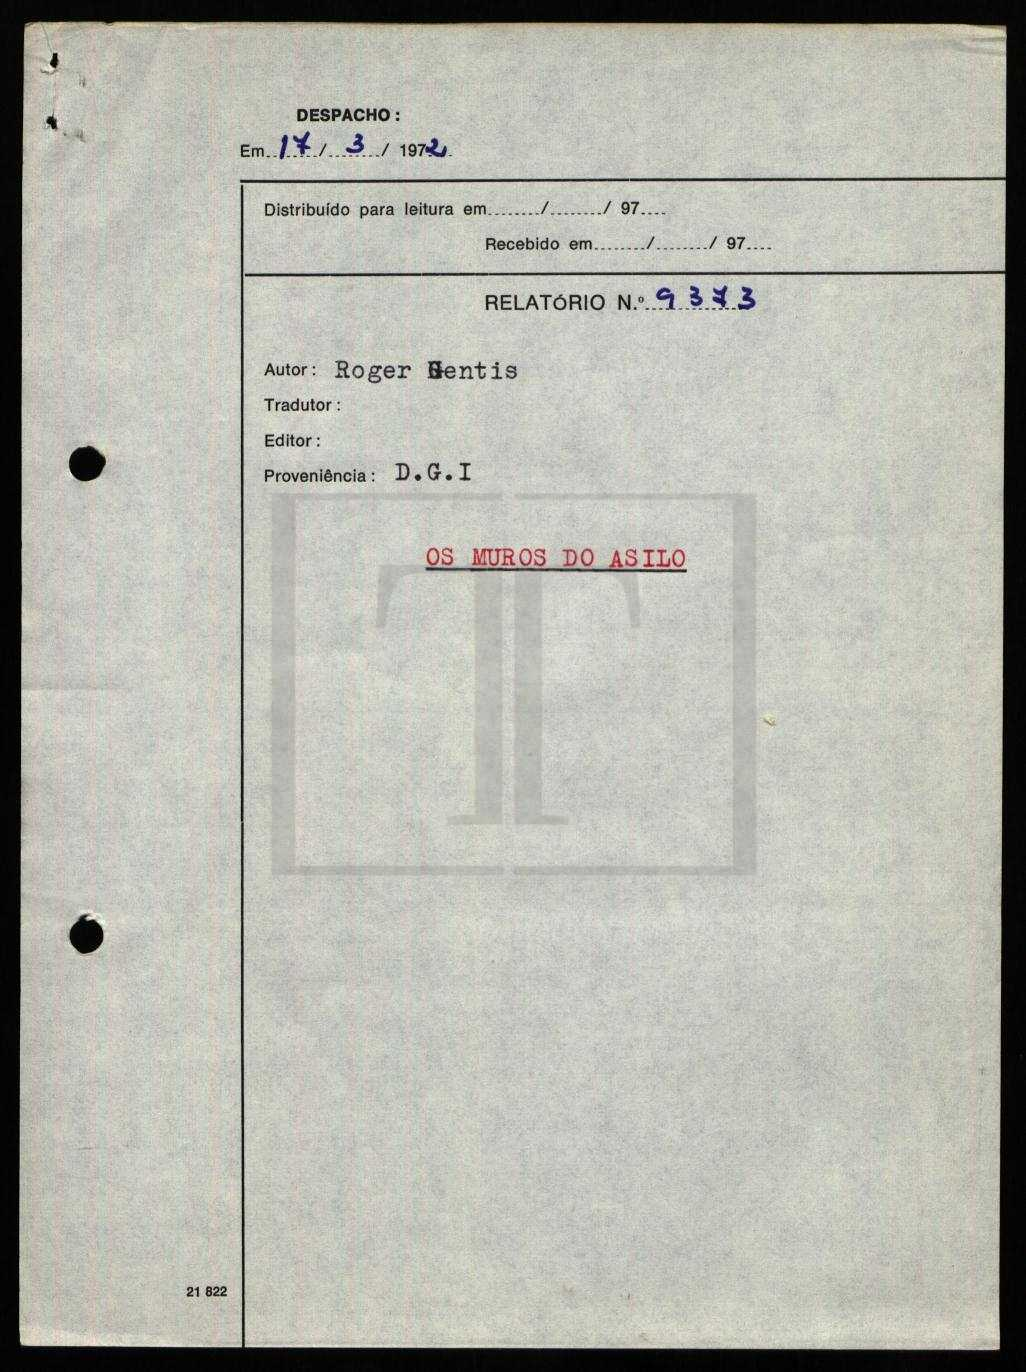 DESPACHO:
Em 17 / 3 / 1972
Distribuído para leitura em......../......../ 97....
Recebido em......../......../ 97....
RELATÓRIO N.º 9373
Autor: Roger Gentis
Tradutor:
Editor:
Proveniência: D.G.I
OS MUROS DO ASILO
21 822